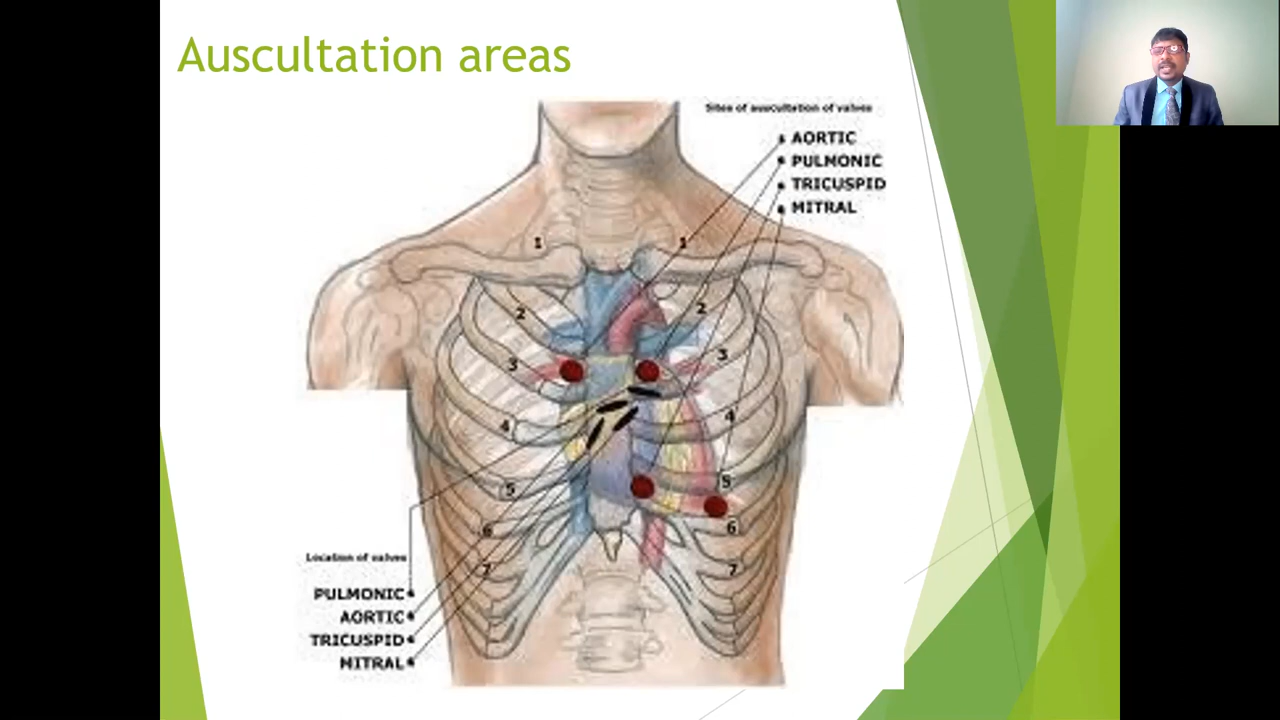 Auscultation areas
Sites of auscultation of valves
AORTIC
PULMONIC
TRICUSPID
MITRAL
1 1
2 2
3 3
4 4
5 5
6 6
7 7
Location of valves
PULMONIC
AORTIC
TRICUSPID
MITRAL